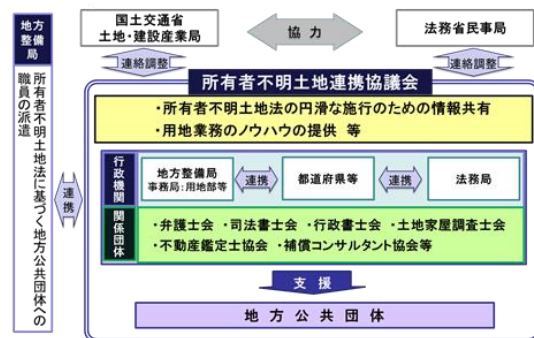 地方
整備
局
所有者不明土地法に基づく地方公共団体への
職員の派遣
連携
国土交通省
土地・建設産業局
協力
法務省民事局
連絡調整
連絡調整
所有者不明土地連携協議会
・所有者不明土地法の円滑な施行のための情報共有
・用地業務のノウハウの提供 等
行政機関
地方整備局
事務局:用地部等
連携
都道府県等
連携
法務局
関係団体
・弁護士会 ・司法書士会 ・行政書士会 ・土地家屋調査士会
・不動産鑑定士協会 ・補償コンサルタント協会等
支援
地方公共団体